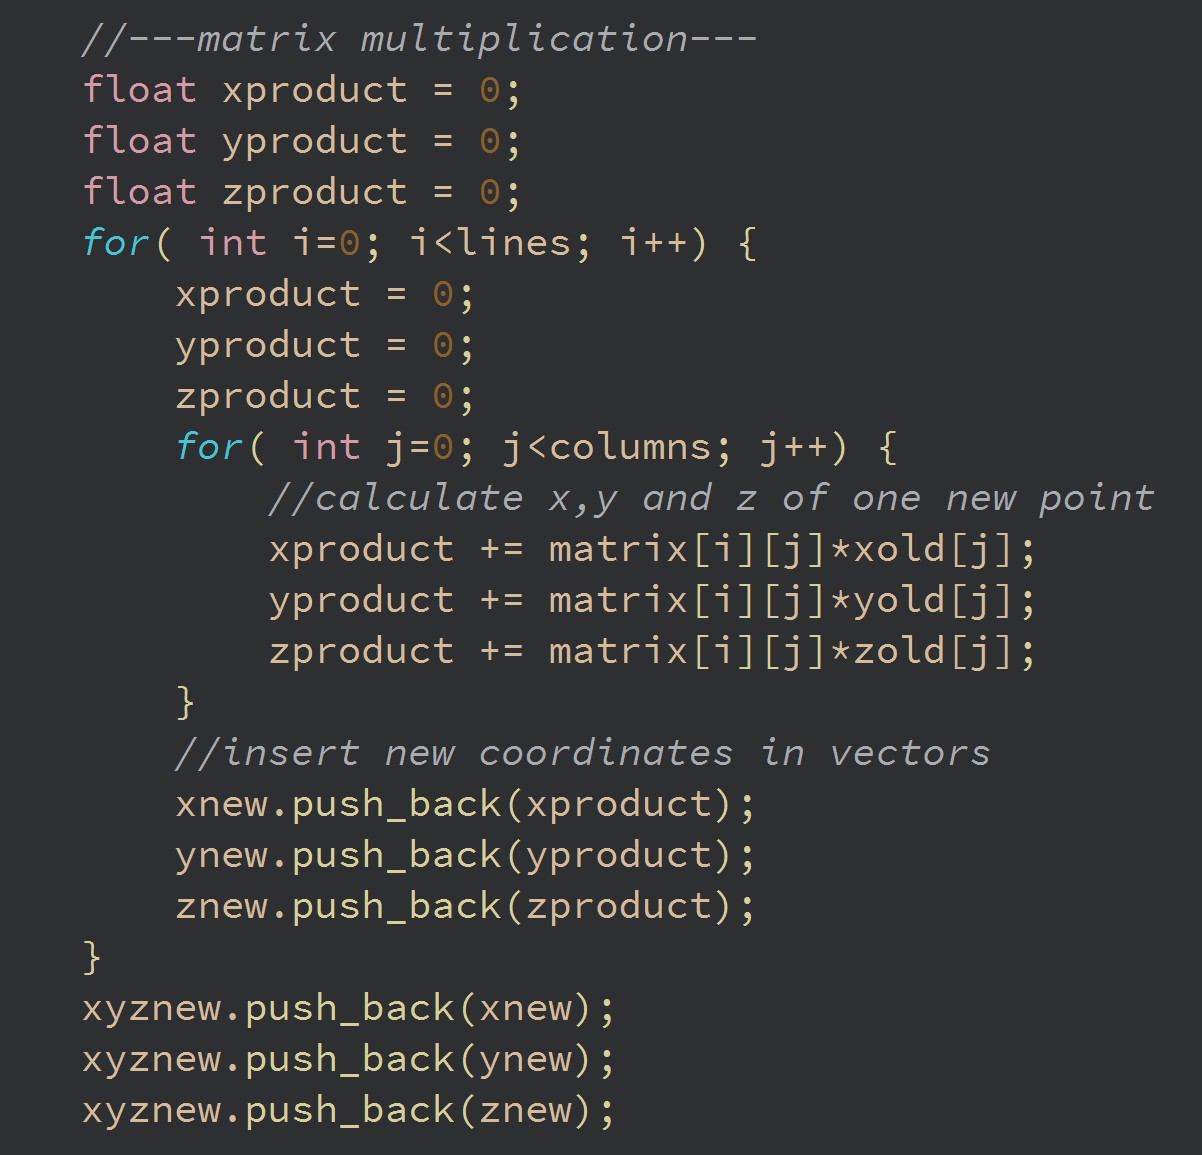 //---matrix multiplication---
float xproduct = 0;
float yproduct = 0;
float zproduct = 0;
for( int i=0; i<lines; i++) {
    xproduct = 0;
    yproduct = 0;
    zproduct = 0;
    for( int j=0; j<columns; j++) {
        //calculate x,y and z of one new point
        xproduct += matrix[i][j]*xold[j];
        yproduct += matrix[i][j]*yold[j];
        zproduct += matrix[i][j]*zold[j];
    }
    //insert new coordinates in vectors
    xnew.push_back(xproduct);
    ynew.push_back(yproduct);
    znew.push_back(zproduct);
}
xyznew.push_back(xnew);
xyznew.push_back(ynew);
xyznew.push_back(znew);